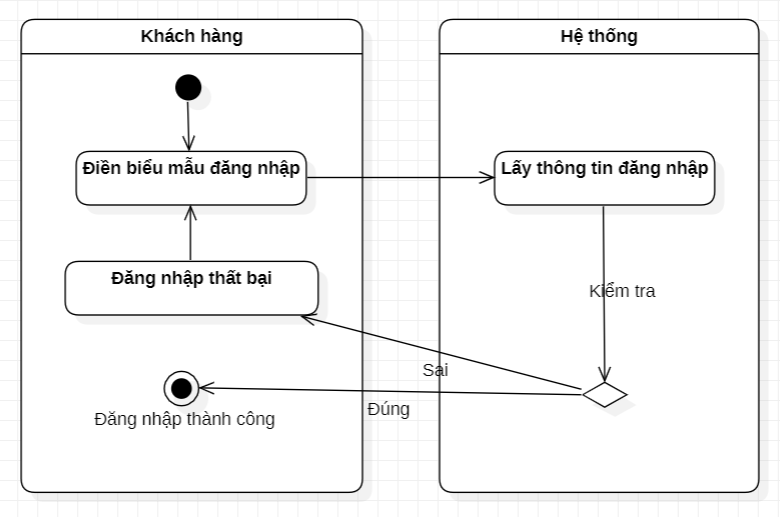 Khách hàng
Hệ thống
Điền biểu mẫu đăng nhập
Lấy thông tin đăng nhập
Đăng nhập thất bại
Kiểm tra
Sai
Đúng
Đăng nhập thành công